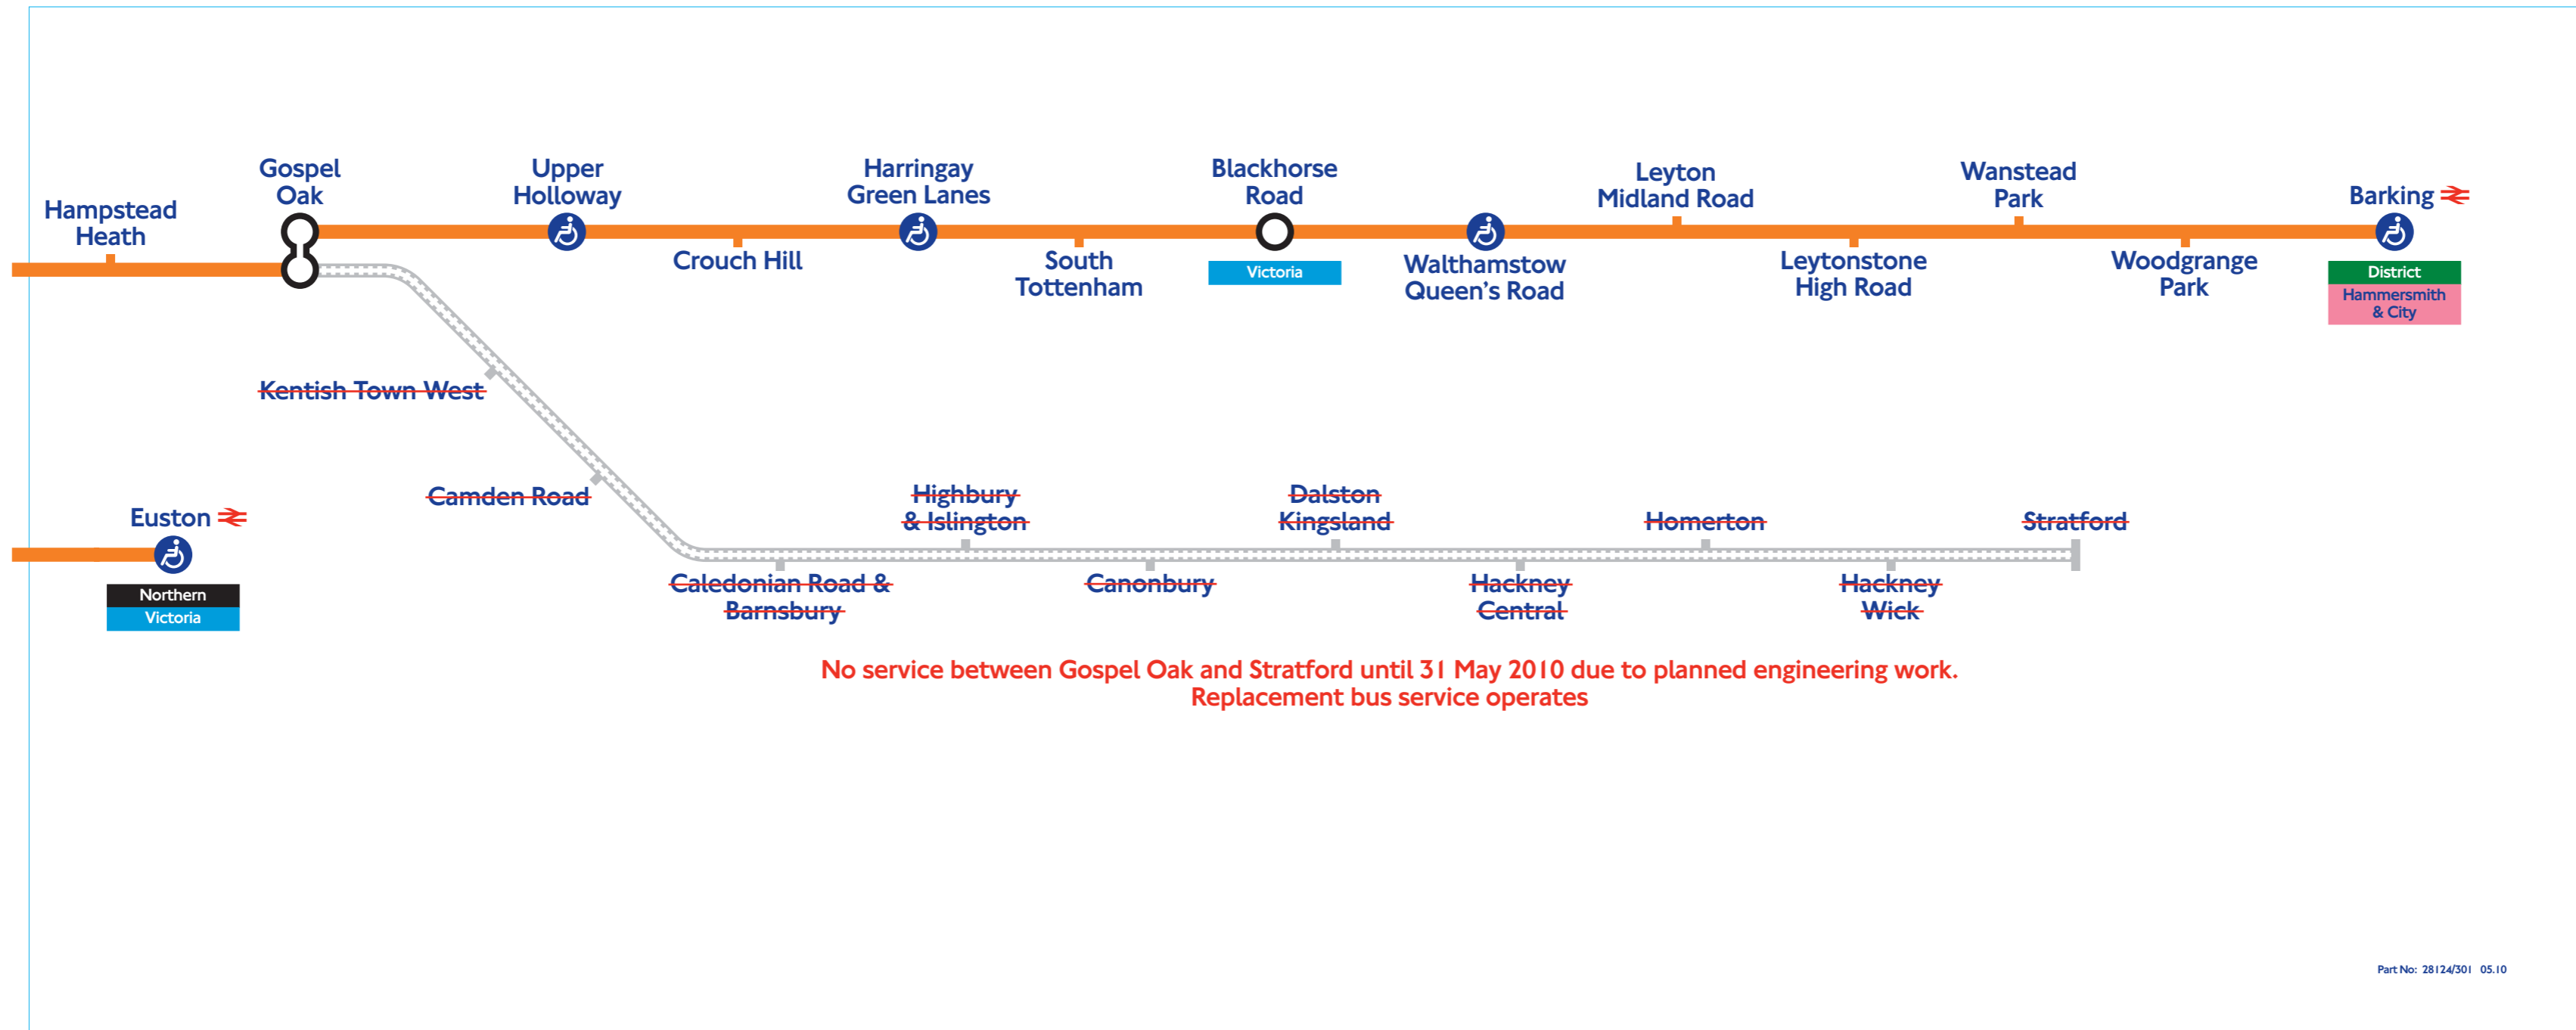 Hampstead
Heath
Gospel
Oak
Upper
Holloway
Crouch Hill
Harringay
Green Lanes
South
Tottenham
Blackhorse
Road
Victoria
Walthamstow
Queen's Road
Leyton
Midland Road
Leytonstone
High Road
Wanstead
Park
Woodgrange
Park
Barking
District
Hammersmith
& City
Kentish Town West
Camden Road
Euston
Northern
Victoria
Caledonian Road &
Barnsbury
Highbury
& Islington
Canonbury
Dalston
Kingsland
Hackney
Central
Homerton
Hackney
Wick
Stratford
No service between Gospel Oak and Stratford until 31 May 2010 due to planned engineering work.
Replacement bus service operates
Part No: 28124/301 05.10